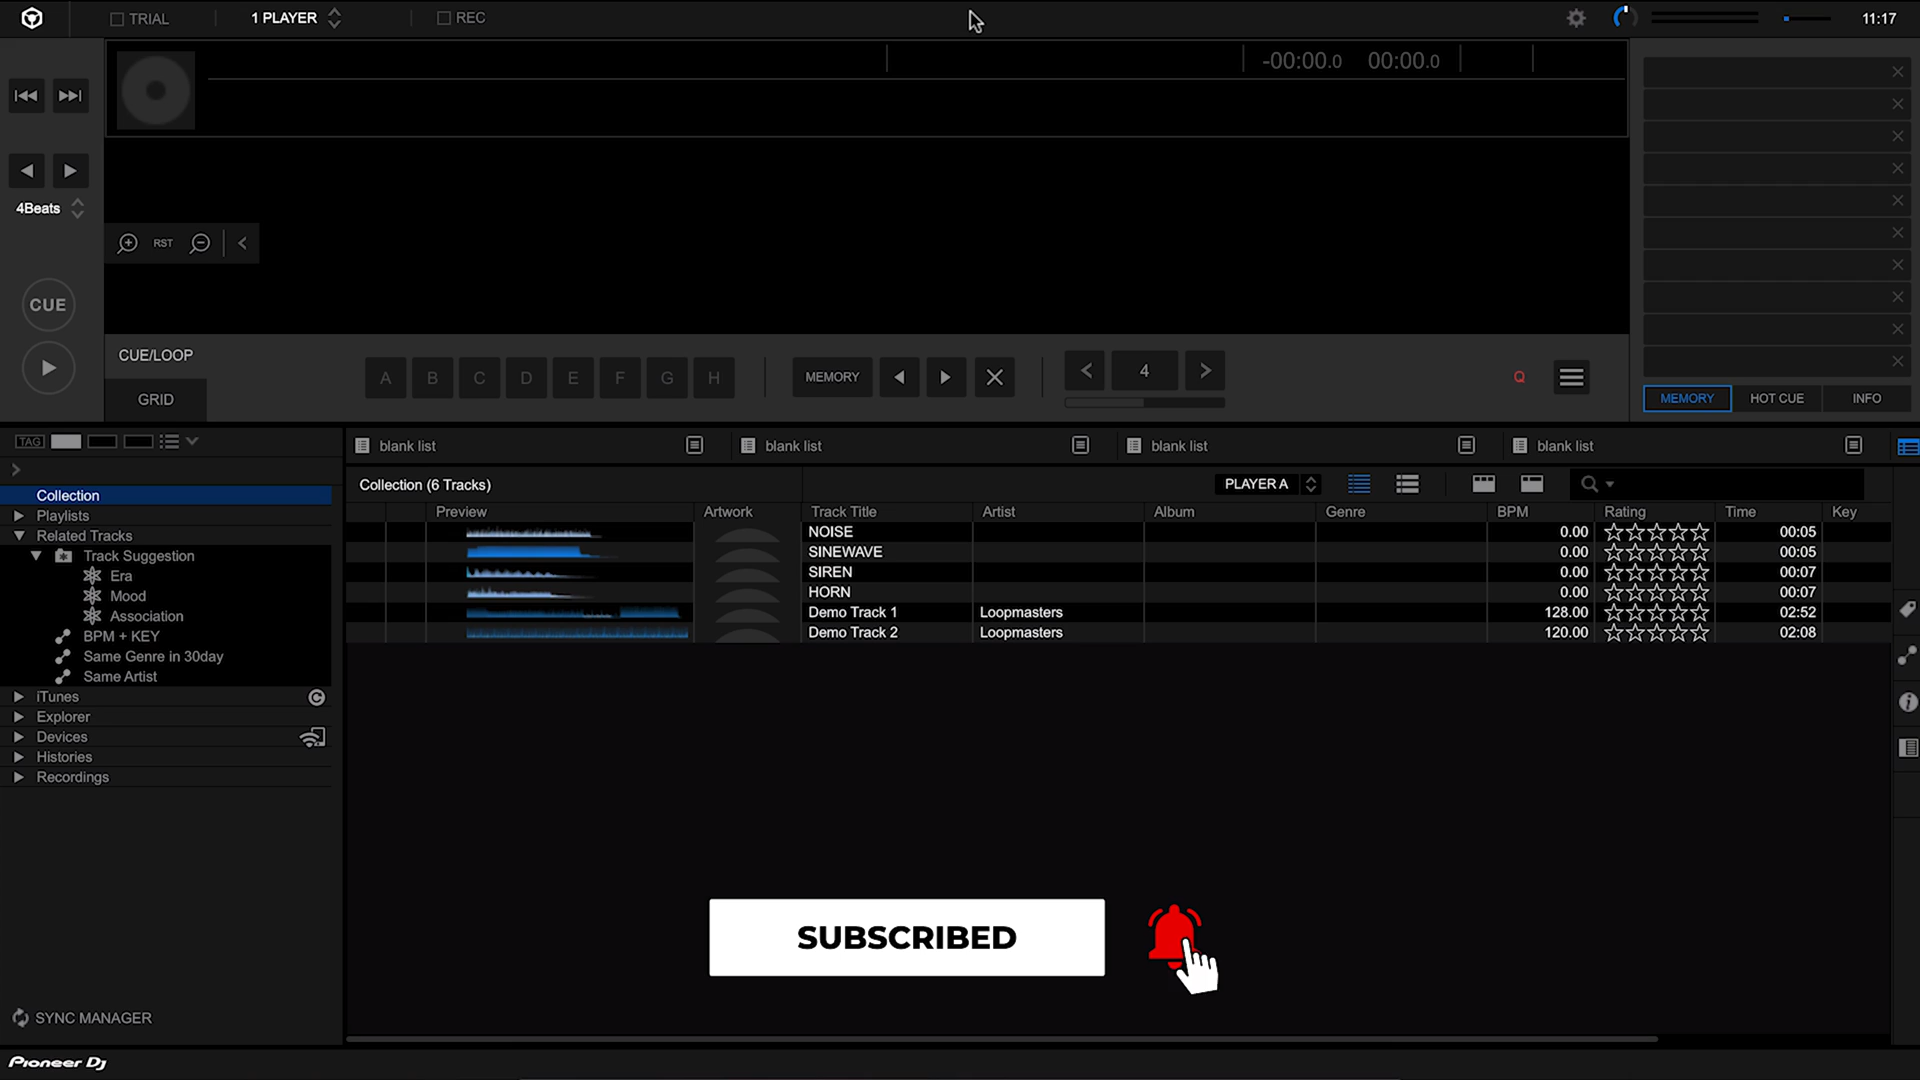 TRIAL 1 PLAYER REC 11:17
-00:00.0 00:00.0
4Beats
RST
CUE
CUE/LOOP
GRID
A B C D E F G H MEMORY 4 Q
MEMORY HOT CUE INFO
TAG
blank list blank list blank list blank list
Collection (6 Tracks) PLAYER A
Collection
Playlists
Related Tracks
Track Suggestion
Era
Mood
Association
BPM + KEY
Same Genre in 30day
Same Artist
iTunes
Explorer
Devices
Histories
Recordings
Preview Artwork Track Title Artist Album Genre BPM Rating Time Key
NOISE 0.00 00:05
SINEWAVE 0.00 00:05
SIREN 0.00 00:07
HORN 0.00 00:07
Demo Track 1 Loopmasters 128.00 02:52
Demo Track 2 Loopmasters 120.00 02:08
SUBSCRIBED
SYNC MANAGER
Pioneer Dj